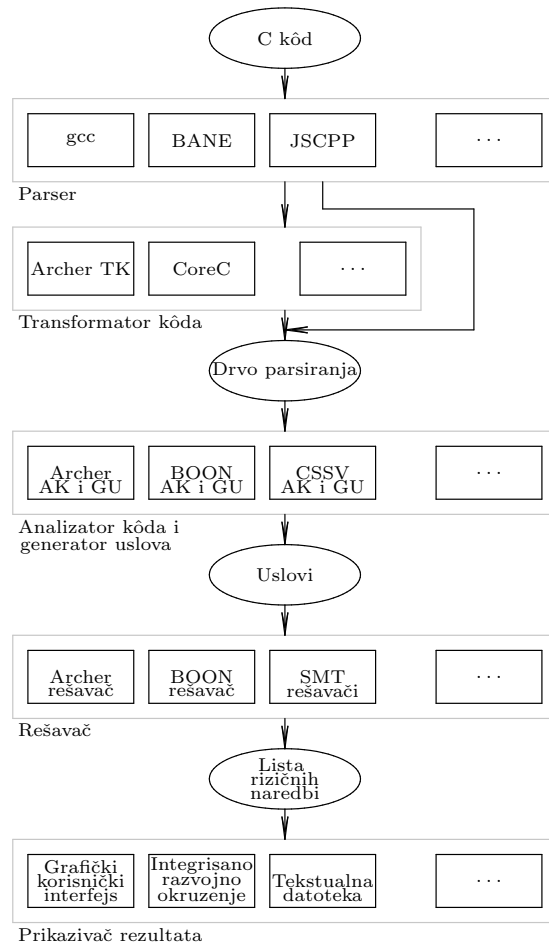 C kôd
gcc
BANE
JSCPP
. . .
Parser
Archer TK
CoreC
. . .
Transformator kôda
Drvo parsiranja
Archer
AK i GU
BOON
AK i GU
CSSV
AK i GU
. . .
Analizator kôda i
generator uslova
Uslovi
Archer
rešavač
BOON
rešavač
SMT
rešavači
. . .
Rešavač
Lista
rizičnih
naredbi
Grafički
korisnički
interfejs
Integrisano
razvojno
okruzenje
Tekstualna
datoteka
. . .
Prikazivač rezultata